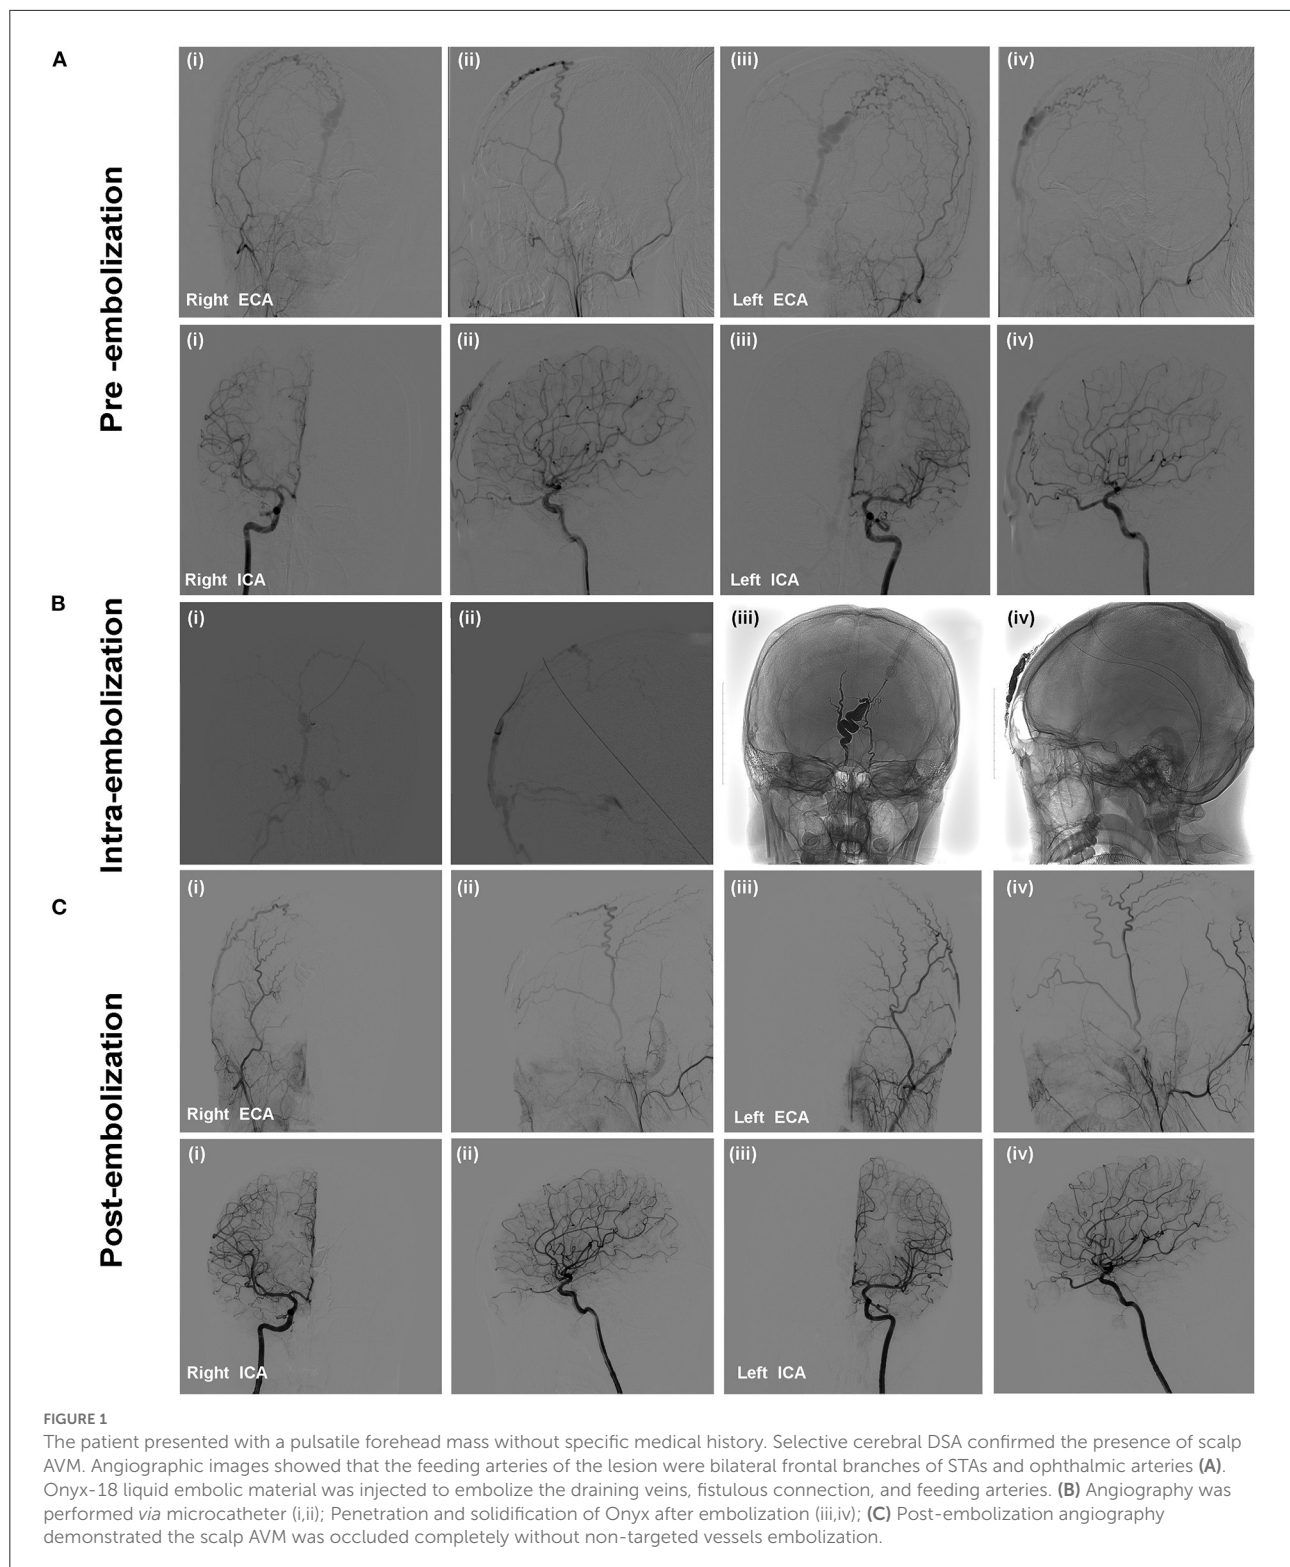 A
Pre -embolization
(i)
(ii)
(iii)
(iv)
Right ECA
Left ECA
(i)
(ii)
(iii)
(iv)
Right ICA
Left ICA
B
Intra-embolization
(i)
(ii)
(iii)
(iv)
C
Post-embolization
(i)
(ii)
(iii)
(iv)
Right ECA
Left ECA
(i)
(ii)
(iii)
(iv)
Right ICA
Left ICA
FIGURE 1
The patient presented with a pulsatile forehead mass without specific medical history. Selective cerebral DSA confirmed the presence of scalp
AVM. Angiographic images showed that the feeding arteries of the lesion were bilateral frontal branches of STAs and ophthalmic arteries (A).
Onyx-18 liquid embolic material was injected to embolize the draining veins, fistulous connection, and feeding arteries. (B) Angiography was
performed via microcatheter (i,ii); Penetration and solidification of Onyx after embolization (iii,iv); (C) Post-embolization angiography
demonstrated the scalp AVM was occluded completely without non-targeted vessels embolization.